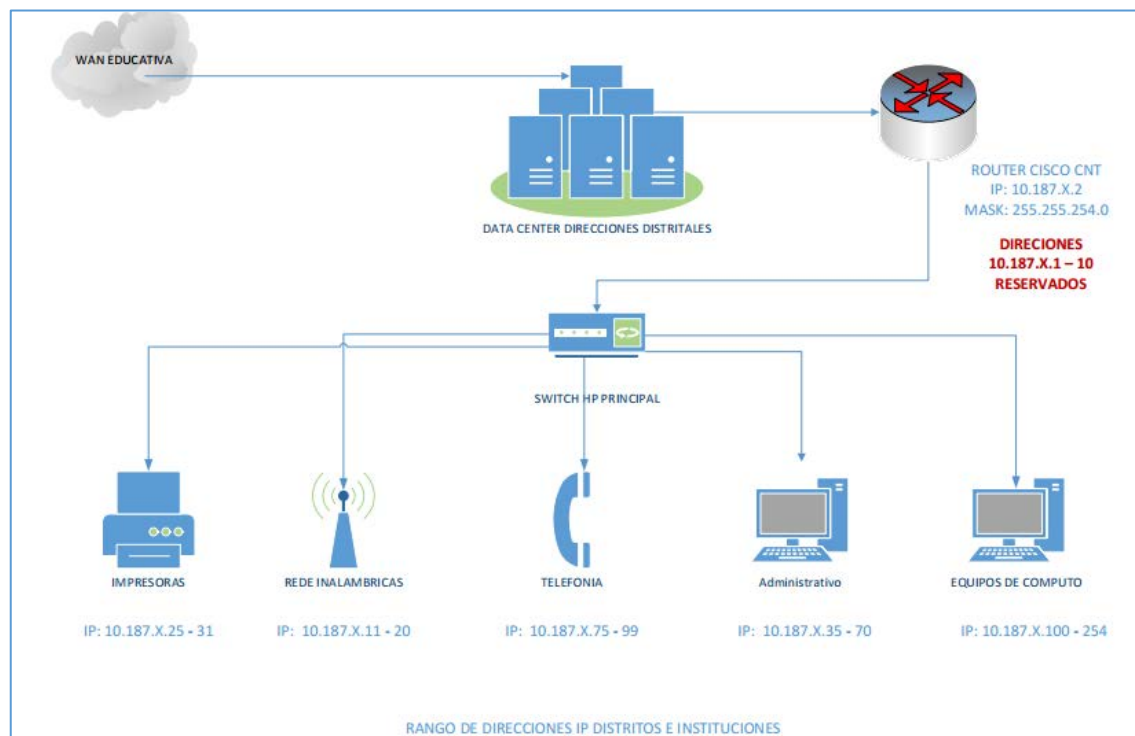 WAN EDUCATIVA
DATA CENTER DIRECCIONES DISTRITALES
ROUTER CISCO CNT
IP: 10.187.X.2
MASK: 255.255.254.0
DIRECIONES
10.187.X.1 – 10
RESERVADOS
SWITCH HP PRINCIPAL
IMPRESORAS
IP: 10.187.X.25 - 31
REDE INALAMBRICAS
IP: 10.187.X.11 - 20
TELEFONIA
IP: 10.187.X.75 - 99
Administrativo
IP: 10.187.X.35 - 70
EQUIPOS DE COMPUTO
IP: 10.187.X.100 - 254
RANGO DE DIRECCIONES IP DISTRITOS E INSTITUCIONES